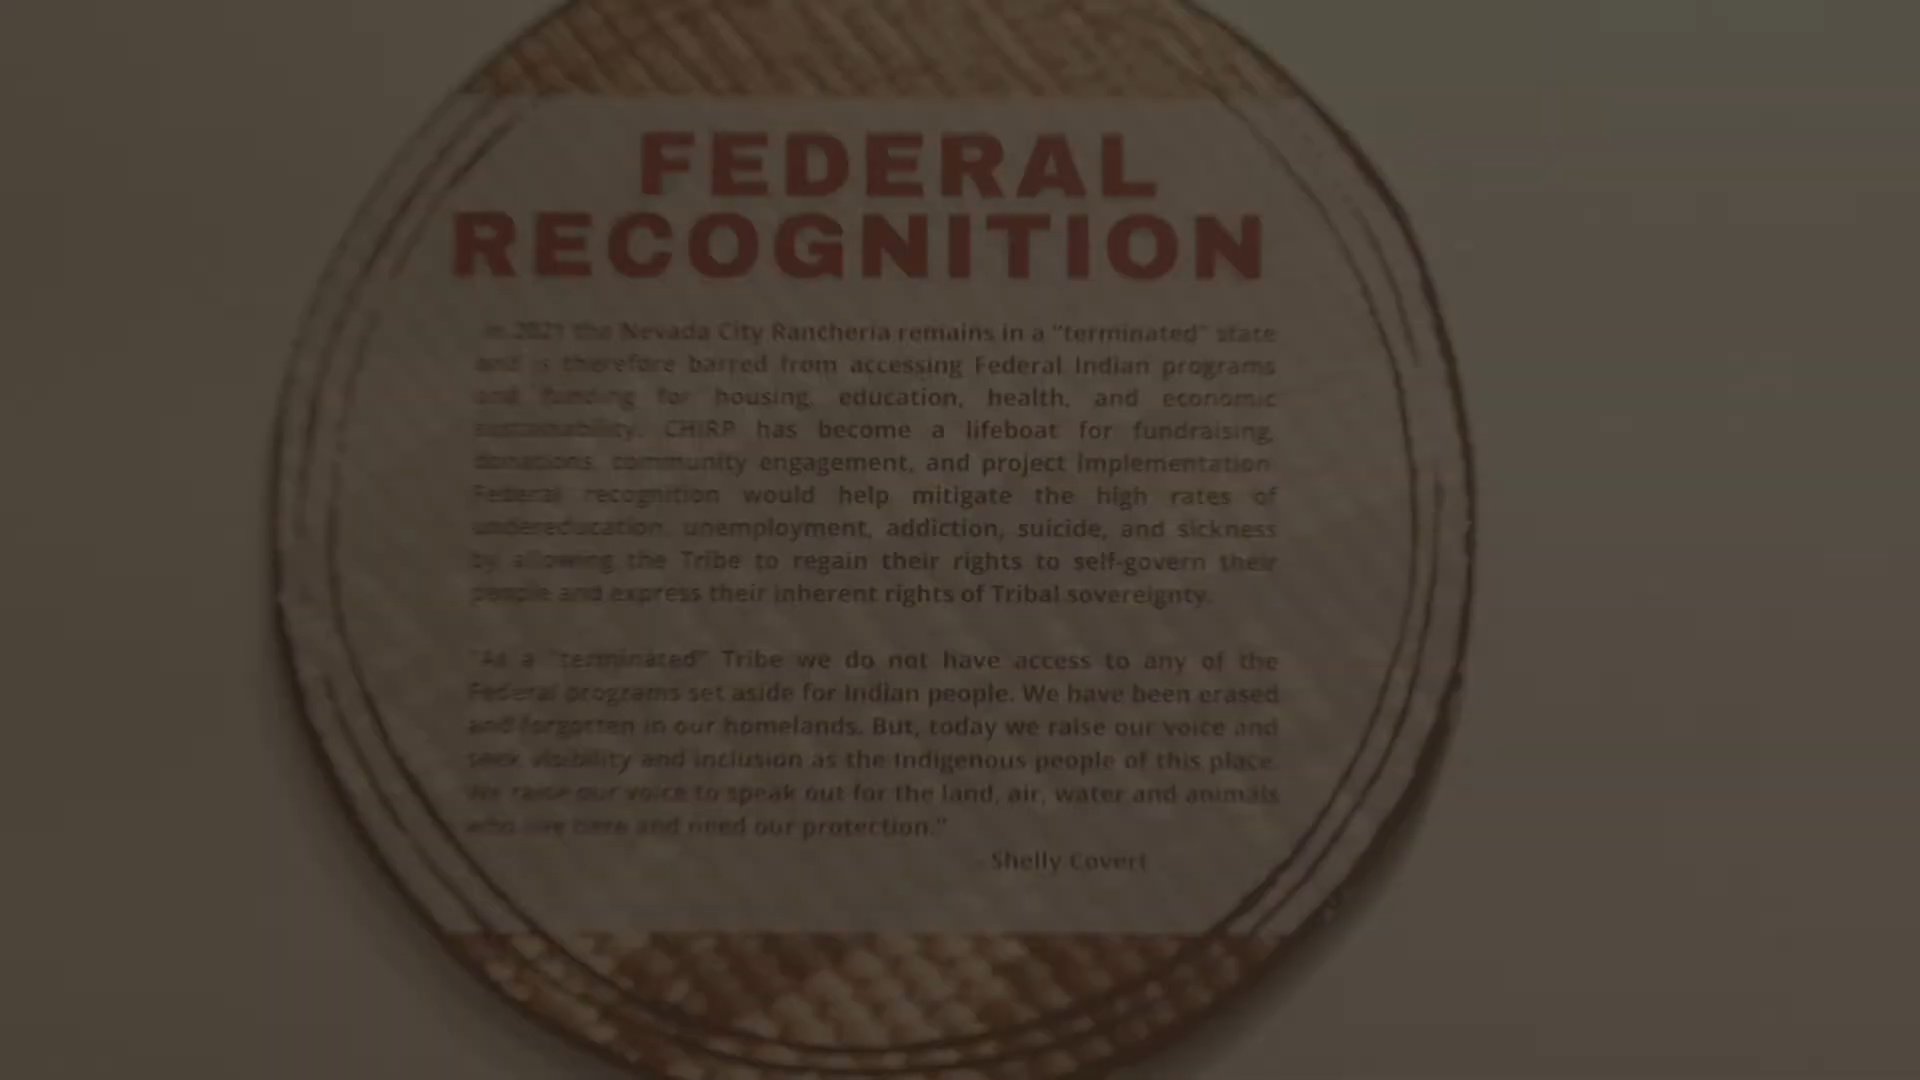 FEDERAL
RECOGNITION
In 2021 the Nevada City Rancheria remains in a "terminated" state
and is therefore barred from accessing Federal Indian programs
and funding for housing, education, health, and economic
sustainability. CHIRP has become a lifeboat for fundraising,
donations, community engagement, and project implementation.
Federal recognition would help mitigate the high rates of
undereducation, unemployment, addiction, suicide, and sickness
by allowing the Tribe to regain their rights to self-govern their
people and express their inherent rights of Tribal sovereignty.
"As a "terminated" Tribe we do not have access to any of the
Federal programs set aside for Indian people. We have been erased
and forgotten in our homelands. But, today we raise our voice and
seek visibility and inclusion as the Indigenous people of this place.
We raise our voice to speak out for the land, air, water and animals
who live here and need our protection."
- Shelly Covert